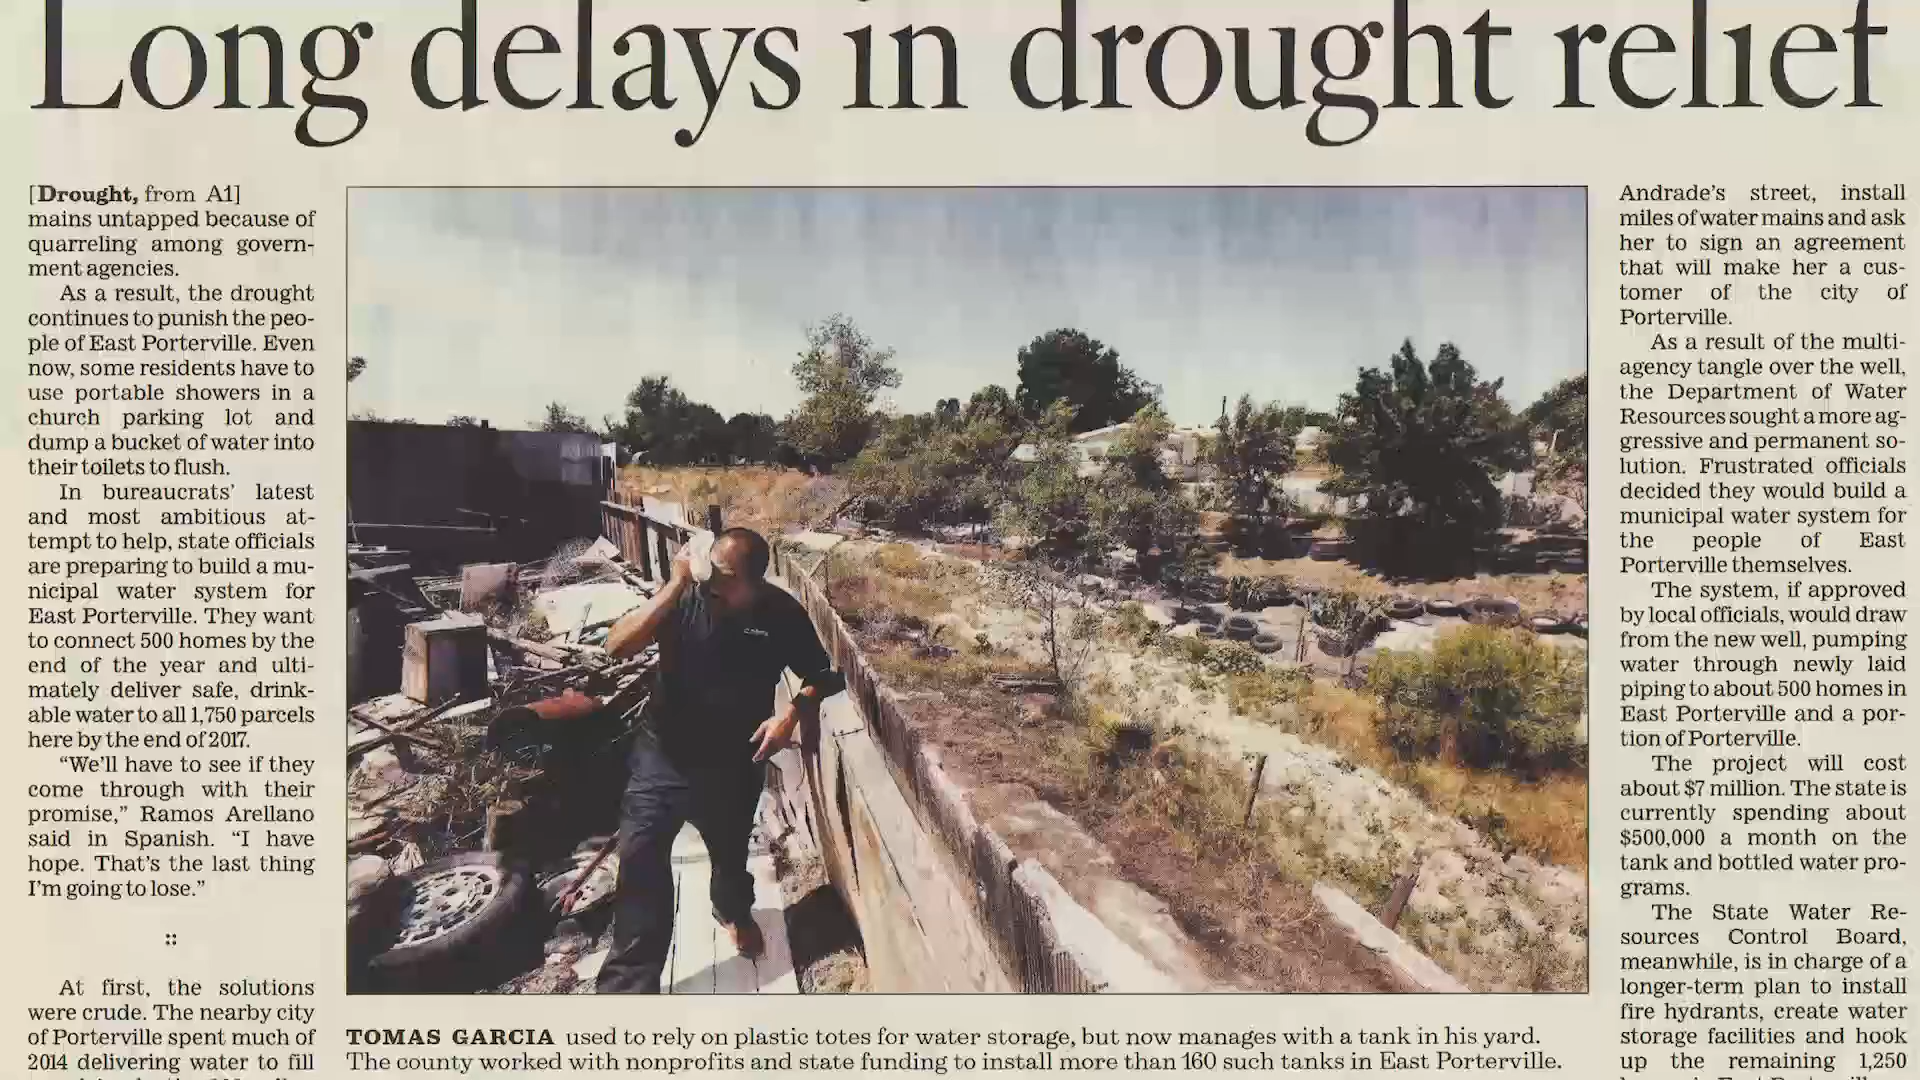 Long delays in drought relief
[Drought, from A1]
mains untapped because of
quarreling among govern-
ment agencies.
As a result, the drought
continues to punish the peo-
ple of East Porterville. Even
now, some residents have to
use portable showers in a
church parking lot and
dump a bucket of water into
their toilets to flush.
In bureaucrats' latest
and most ambitious at-
tempt to help, state officials
are preparing to build a mu-
nicipal water system for
East Porterville. They want
to connect 500 homes by the
end of the year and ulti-
mately deliver safe, drink-
able water to all 1,750 parcels
here by the end of 2017.
“We'll have to see if they
come through with their
promise,” Ramos Arellano
said in Spanish. “I have
hope. That's the last thing
I'm going to lose.”
::
At first, the solutions
were crude. The nearby city
of Porterville spent much of
2014 delivering water to fill
TOMAS GARCIA used to rely on plastic totes for water storage, but now manages with a tank in his yard.
The county worked with nonprofits and state funding to install more than 160 such tanks in East Porterville.
Andrade's street, install
miles of water mains and ask
her to sign an agreement
that will make her a cus-
tomer of the city of
Porterville.
As a result of the multi-
agency tangle over the well,
the Department of Water
Resources sought a more ag-
gressive and permanent so-
lution. Frustrated officials
decided they would build a
municipal water system for
the people of East
Porterville themselves.
The system, if approved
by local officials, would draw
from the new well, pumping
water through newly laid
piping to about 500 homes in
East Porterville and a por-
tion of Porterville.
The project will cost
about $7 million. The state is
currently spending about
$500,000 a month on the
tank and bottled water pro-
grams.
The State Water Re-
sources Control Board,
meanwhile, is in charge of a
longer-term plan to install
fire hydrants, create water
storage facilities and hook
up the remaining 1,250